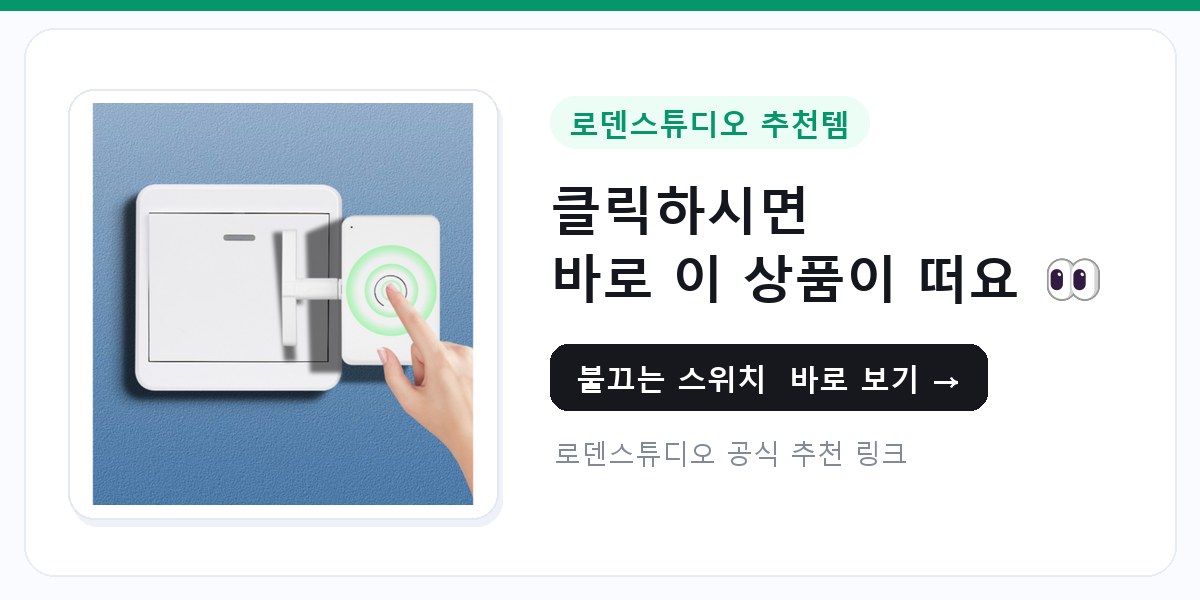 로덴스튜디오 추천템
클릭하시면
바로 이 상품이 떠요 👀
불끄는 스위치 바로 보기 →
로덴스튜디오 공식 추천 링크